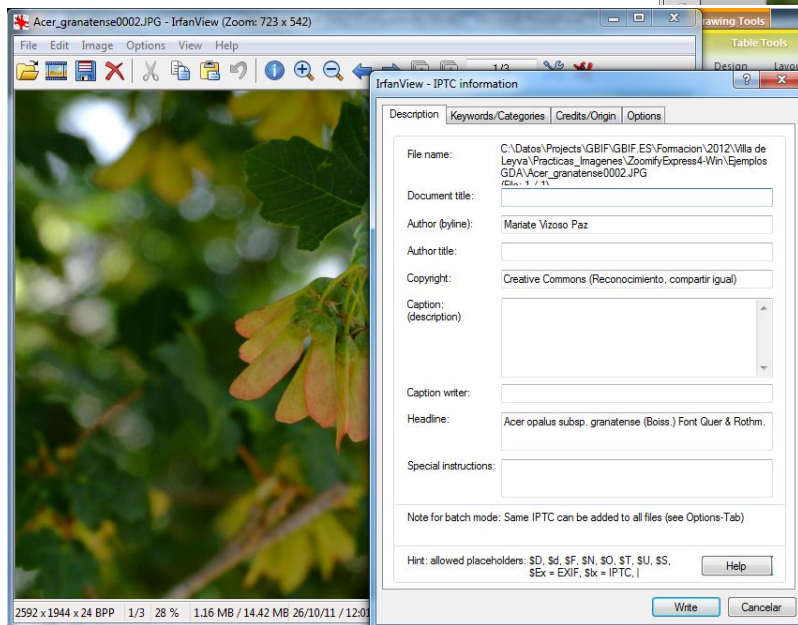 Acer_granatense0002.JPG - IrfanView (Zoom: 723 x 542)
rawing Tools
Table Tools
File Edit Image Options View Help
Design Layou
1/3
IrfanView - IPTC information
Description Keywords/Categories Credits/Origin Options
File name:
C:\Datos\Projects\GBIF\GBIF.ES\Formacion\2012\Villa de
Leyva\Practicas_Imagenes\ZoomifyExpress4-Win\Ejemplos
GDA\Acer_granatense0002.JPG
(File: 1 / 1)
Document title:
Author (byline): Mariate Vizoso Paz
Author title:
Copyright: Creative Commons (Reconocimiento, compartir igual)
Caption:
(description)
Caption writer:
Headline: Acer opalus subsp. granatense (Boiss.) Font Quer & Rothm.
Special instructions:
Note for batch mode: Same IPTC can be added to all files (see Options-Tab)
Hint: allowed placeholders: $D, $d, $F, $N, $O, $T, $U, $S,
$Ex = EXIF, $Ix = IPTC, |
Help
Write Cancelar
2592 x 1944 x 24 BPP 1/3 28 % 1.16 MB / 14.42 MB 26/10/11 / 12:01